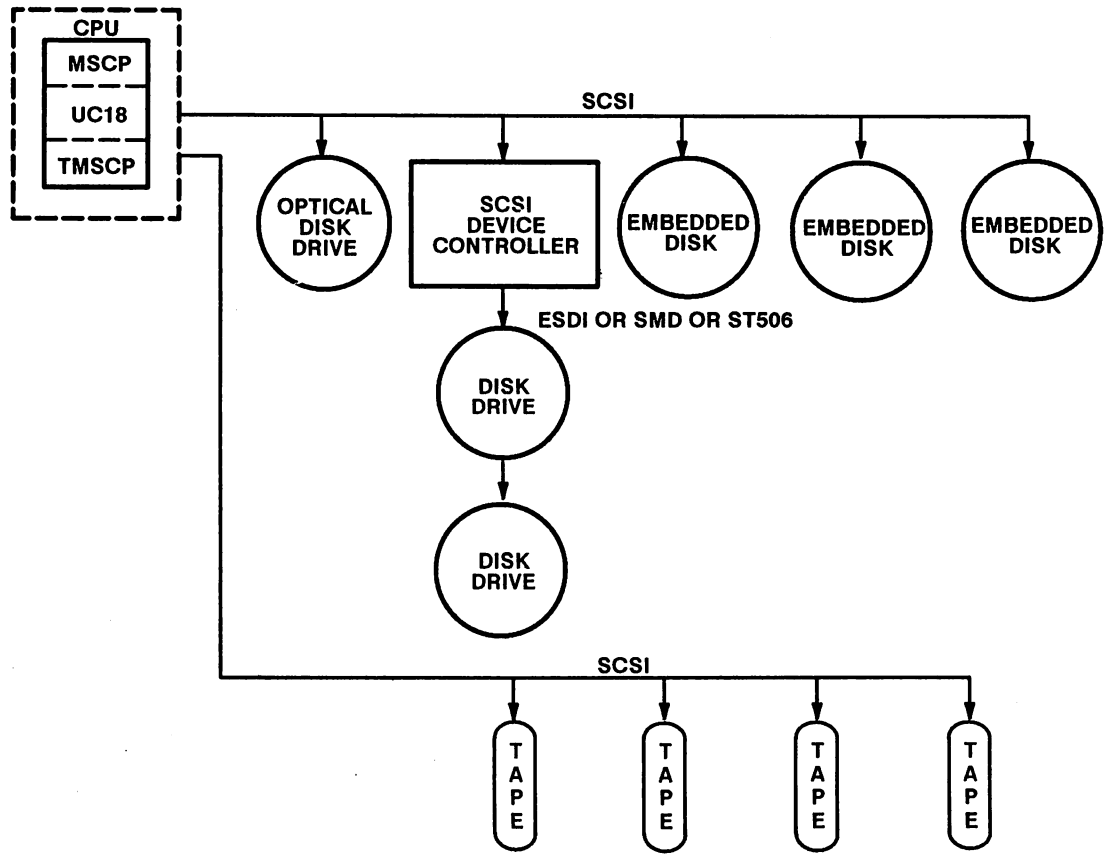 CPU
MSCP
UC18
TMSCP
SCSI
OPTICAL
DISK
DRIVE
SCSI
DEVICE
CONTROLLER
EMBEDDED
DISK
EMBEDDED
DISK
EMBEDDED
DISK
ESDI OR SMD OR ST506
DISK
DRIVE
DISK
DRIVE
SCSI
TAPE
TAPE
TAPE
TAPE